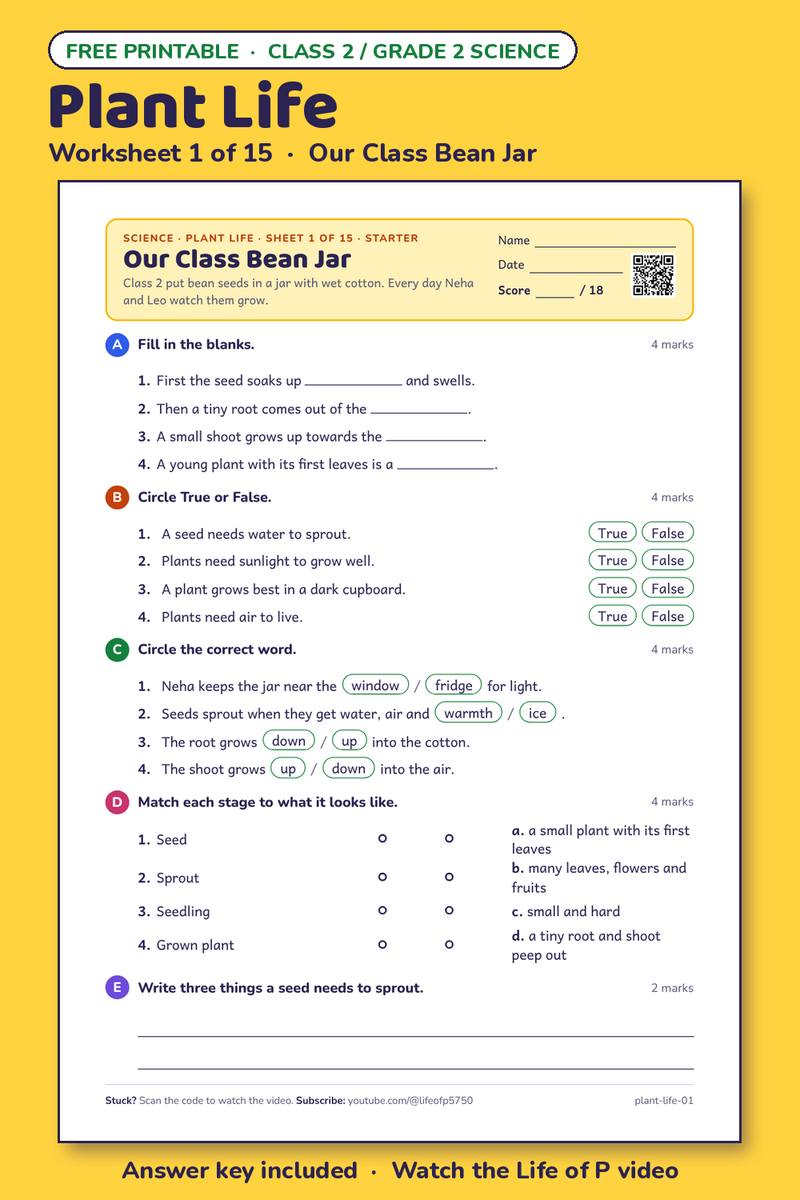 FREE PRINTABLE · CLASS 2 / GRADE 2 SCIENCE
Plant Life
Worksheet 1 of 15 · Our Class Bean Jar
SCIENCE · PLANT LIFE · SHEET 1 OF 15 · STARTER
Our Class Bean Jar
Class 2 put bean seeds in a jar with wet cotton. Every day Neha
and Leo watch them grow.
Name ____________
Date ____________
Score ______ / 18
A Fill in the blanks. 4 marks
1. First the seed soaks up ____________ and swells.
2. Then a tiny root comes out of the ____________.
3. A small shoot grows up towards the ____________.
4. A young plant with its first leaves is a ____________.
B Circle True or False. 4 marks
1. A seed needs water to sprout. True False
2. Plants need sunlight to grow well. True False
3. A plant grows best in a dark cupboard. True False
4. Plants need air to live. True False
C Circle the correct word. 4 marks
1. Neha keeps the jar near the window / fridge for light.
2. Seeds sprout when they get water, air and warmth / ice .
3. The root grows down / up into the cotton.
4. The shoot grows up / down into the air.
D Match each stage to what it looks like. 4 marks
1. Seed
a. a small plant with its first
leaves
2. Sprout
b. many leaves, flowers and
fruits
3. Seedling
c. small and hard
4. Grown plant
d. a tiny root and shoot
peep out
E Write three things a seed needs to sprout. 2 marks
Stuck? Scan the code to watch the video. Subscribe: youtube.com/@lifeofp5750
plant-life-01
Answer key included · Watch the Life of P video